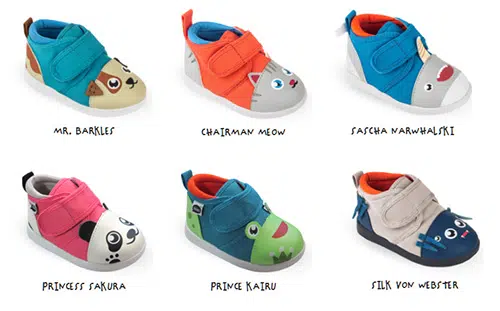 MR. BARKLES
CHAIRMAN MEOW
SASCHA NARWHALSKI
PRINCESS SAKURA
PRINCE KAIRU
SILK VON WEBSTER